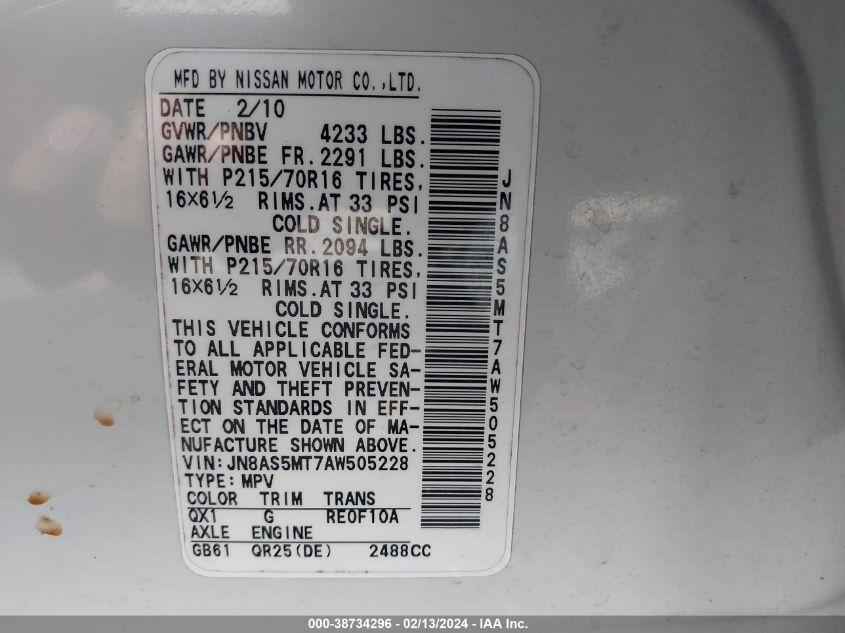 MFD BY NISSAN MOTOR CO.,LTD.
DATE 2/10
GVWR/PNBV 4233 LBS.
GAWR/PNBE FR.2291 LBS.
WITH P215/70R16 TIRES,
16X6½ RIMS.AT 33 PSI
COLD SINGLE.
GAWR/PNBE RR.2094 LBS.
WITH P215/70R16 TIRES,
16X6½ RIMS.AT 33 PSI
COLD SINGLE.
THIS VEHICLE CONFORMS
TO ALL APPLICABLE FED-
ERAL MOTOR VEHICLE SA-
FETY AND THEFT PREVEN-
TION STANDARDS IN EFF-
ECT ON THE DATE OF MA-
NUFACTURE SHOWN ABOVE.
VIN:JN8AS5MT7AW505228
TYPE:MPV
COLOR TRIM TRANS
QX1 G RE0F10A
AXLE ENGINE
GB61 QR25(DE) 2488CC
JN8AS5MT7AW505228
000-38734296 - 02/13/2024 - IAA Inc.